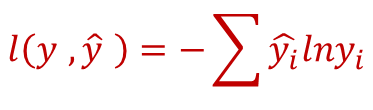 l(y , ŷ ) = − ∑ ŷᵢlnyᵢ